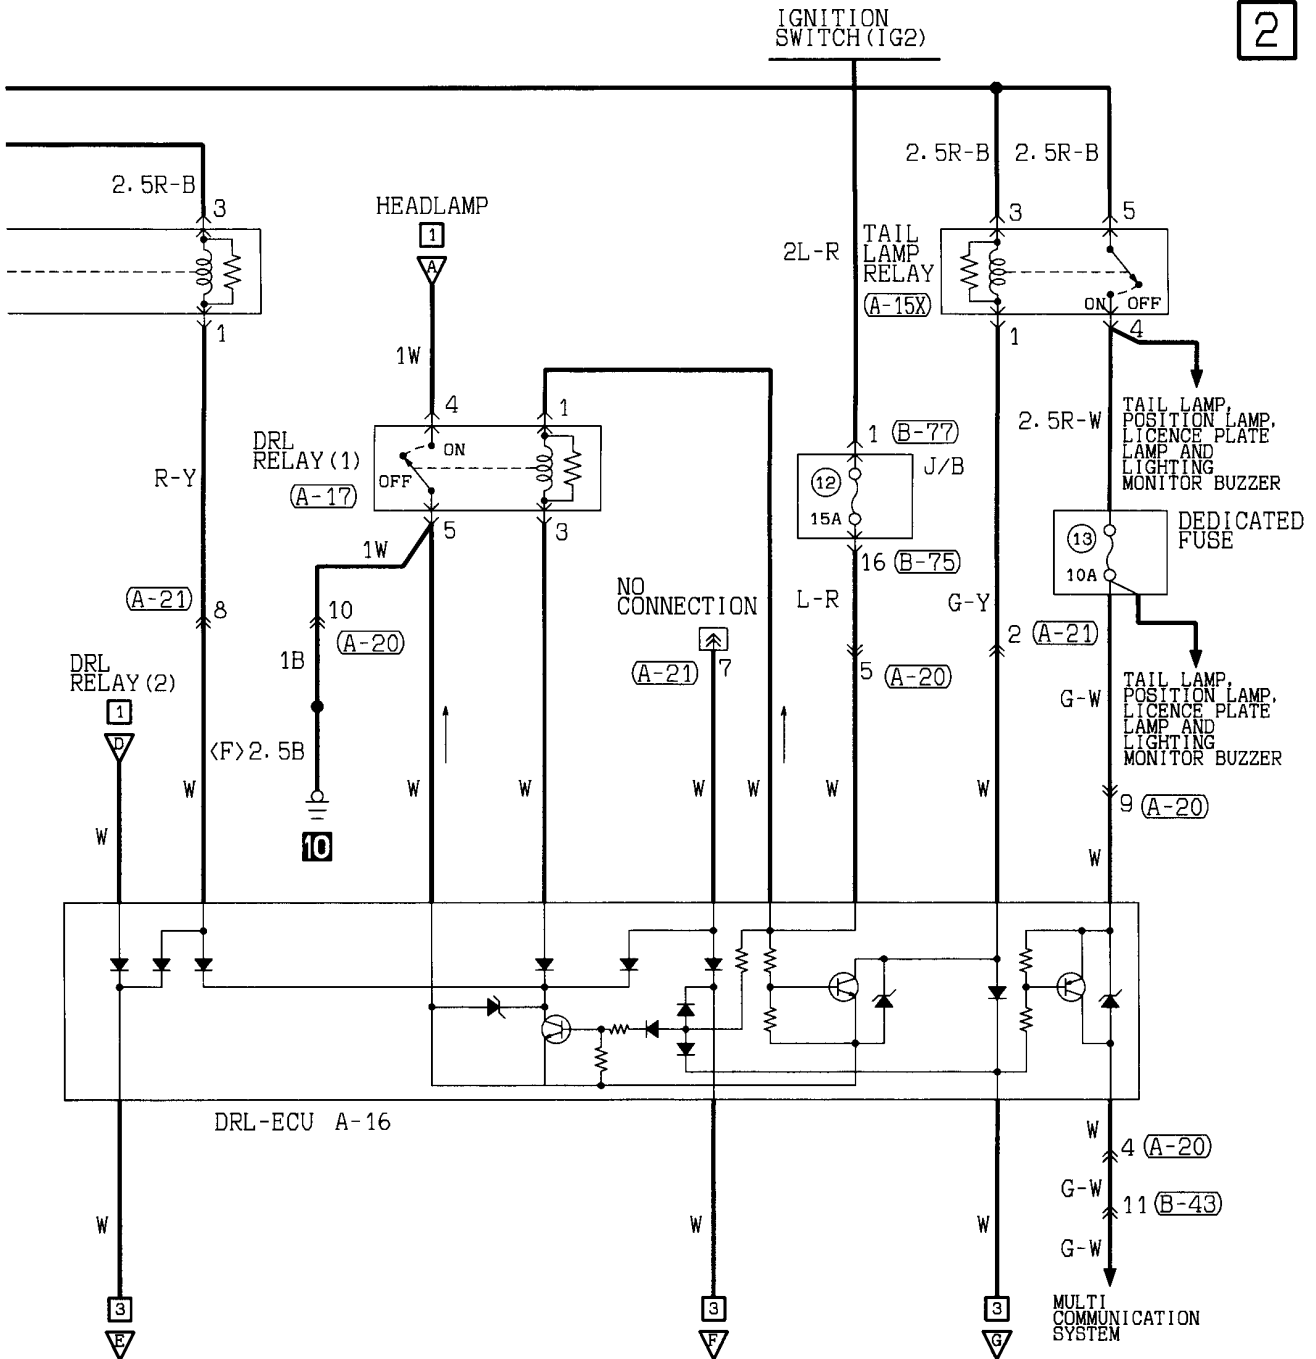 IGNITION
SWITCH(IG2)
2
2.5R-B
2.5R-B
2.5R-B
3
HEADLAMP
1
A
3
5
2L-R
TAIL
LAMP
RELAY
(A-15X)
ON
OFF
1
1
4
1W
4
1
TAIL LAMP,
POSITION LAMP,
LICENCE PLATE
LAMP AND
LIGHTING
MONITOR BUZZER
2.5R-W
1
(B-77)
J/B
DRL
RELAY(1)
(A-17)
ON
OFF
R-Y
12
15A
5
3
DEDICATED
FUSE
13
10A
1W
16
(B-75)
NO
CONNECTION
L-R
G-Y
(A-21)
8
10
(A-20)
1B
2
(A-21)
(A-21)
7
5
(A-20)
DRL
RELAY(2)
1
D
TAIL LAMP,
POSITION LAMP,
LICENCE PLATE
LAMP AND
LIGHTING
MONITOR BUZZER
G-W
<F>2.5B
W
W
W
W
W
W
9
(A-20)
W
10
W
DRL-ECU A-16
W
4
(A-20)
G-W
11
(B-43)
W
W
W
G-W
3
E
3
F
3
G
MULTI
COMMUNICATION
SYSTEM